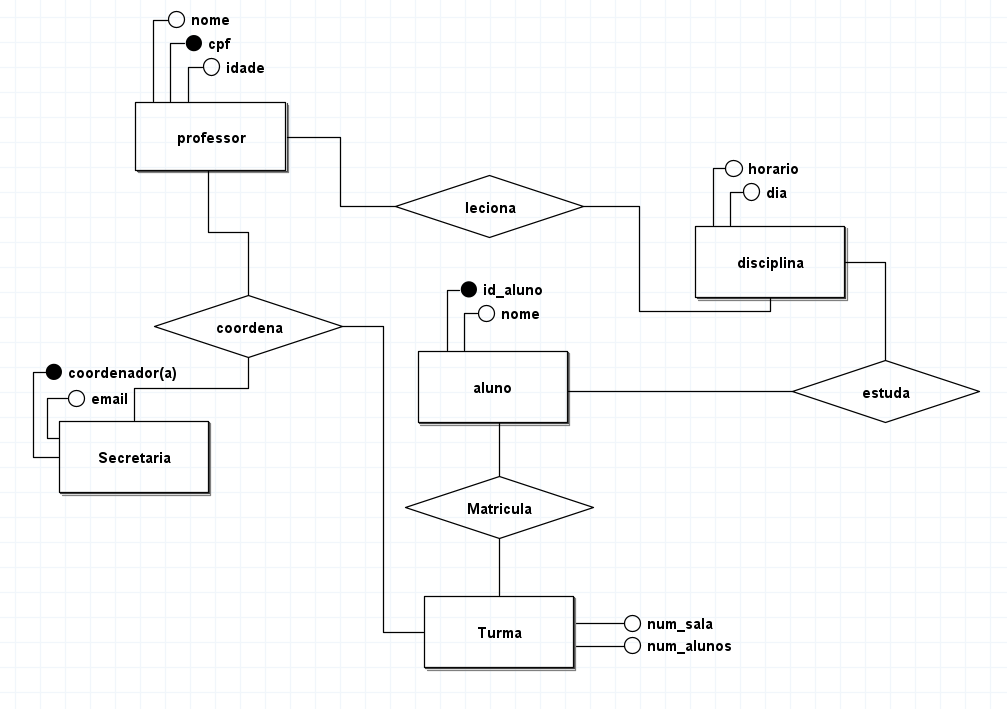 nome
cpf
idade
professor
leciona
horario
dia
disciplina
id_aluno
nome
coordena
coordenador(a)
email
aluno
estuda
Secretaria
Matricula
Turma
num_sala
num_alunos